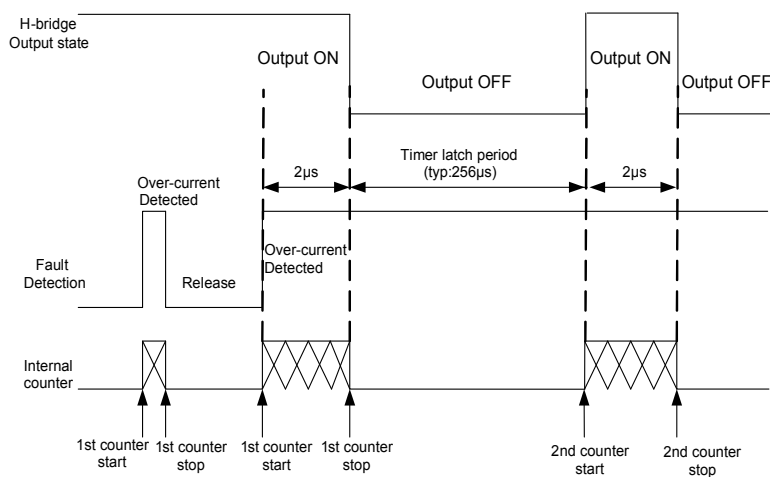 H-bridge
Output state
Output ON
Output OFF
Output ON
Output OFF
2µs
Timer latch period
(typ:256µs)
2µs
Over-current
Detected
Over-current
Detected
Fault
Detection
Release
Internal
counter
1st counter
start
1st counter
stop
1st counter
start
1st counter
stop
2nd counter
start
2nd counter
stop